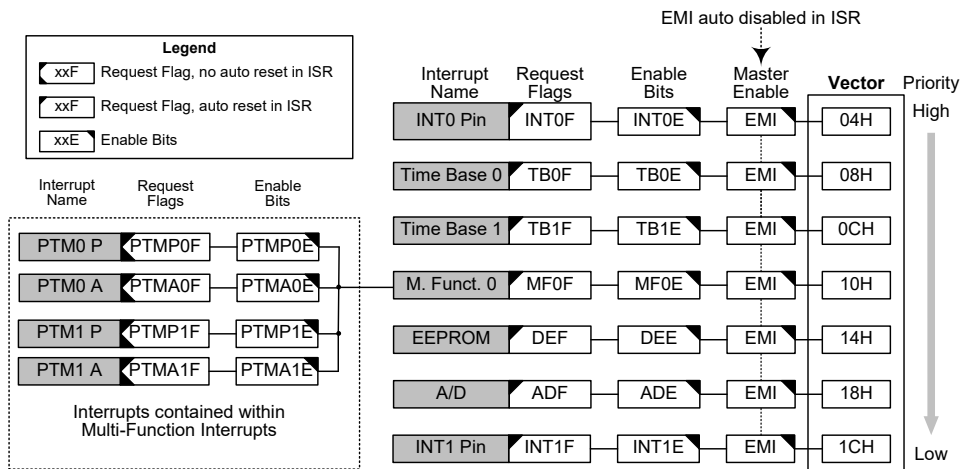 EMI auto disabled in ISR
Legend
xxF Request Flag, no auto reset in ISR
xxF Request Flag, auto reset in ISR
xxE Enable Bits
Interrupt Name Request Flags Enable Bits Master Enable Vector Priority
High
INT0 Pin INT0F INT0E EMI 04H
Time Base 0 TB0F TB0E EMI 08H
Time Base 1 TB1F TB1E EMI 0CH
M. Funct. 0 MF0F MF0E EMI 10H
EEPROM DEF DEE EMI 14H
A/D ADF ADE EMI 18H
INT1 Pin INT1F INT1E EMI 1CH
Low
Interrupt Name Request Flags Enable Bits
PTM0 P PTMP0F PTMP0E
PTM0 A PTMA0F PTMA0E
PTM1 P PTMP1F PTMP1E
PTM1 A PTMA1F PTMA1E
Interrupts contained within
Multi-Function Interrupts